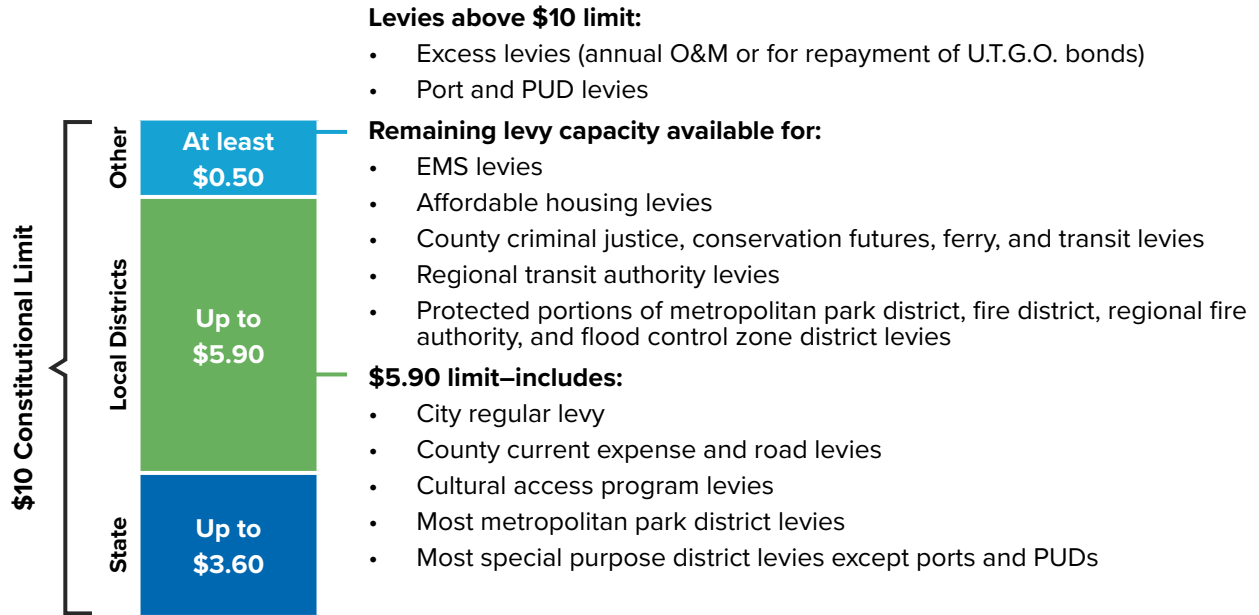 Levies above $10 limit:
• Excess levies (annual O&M or for repayment of U.T.G.O. bonds)
• Port and PUD levies
$10 Constitutional Limit
Other
At least
$0.50
Remaining levy capacity available for:
• EMS levies
• Affordable housing levies
• County criminal justice, conservation futures, ferry, and transit levies
• Regional transit authority levies
• Protected portions of metropolitan park district, fire district, regional fire
authority, and flood control zone district levies
Local Districts
Up to
$5.90
$5.90 limit–includes:
• City regular levy
• County current expense and road levies
• Cultural access program levies
• Most metropolitan park district levies
• Most special purpose district levies except ports and PUDs
State
Up to
$3.60